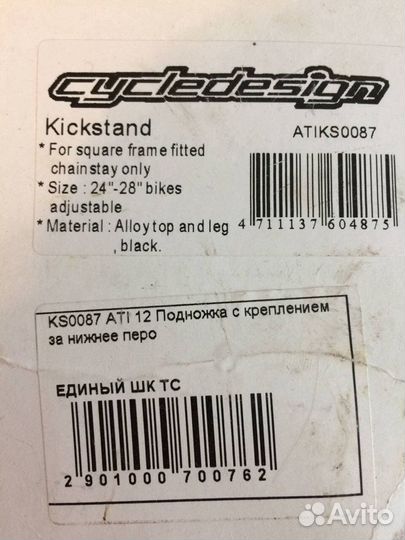 cycledesign
Kickstand
ATIKS0087
* For square frame fitted
chainstay only
* Size : 24"-28" bikes
adjustable
* Material : Alloy top and leg
, black.
4 711137 604875
KS0087 ATI 12 Подножка с креплением
за нижнее перо
ЕДИНЫЙ ШК ТС
2 901000 700762
Avito